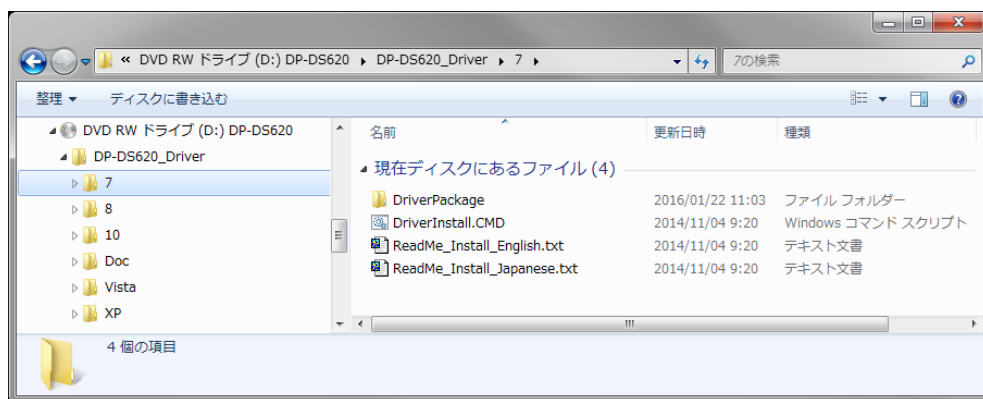 « DVD RW ドライブ (D:) DP-DS620 ▸ DP-DS620_Driver ▸ 7 ▸ 7の検索
整理 ▼ ディスクに書き込む
DVD RW ドライブ (D:) DP-DS620
DP-DS620_Driver
7
8
10
Doc
Vista
XP
名前 更新日時 種類
現在ディスクにあるファイル (4)
DriverPackage 2016/01/22 11:03 ファイル フォルダー
DriverInstall.CMD 2014/11/04 9:20 Windows コマンド スクリプト
ReadMe_Install_English.txt 2014/11/04 9:20 テキスト文書
ReadMe_Install_Japanese.txt 2014/11/04 9:20 テキスト文書
4 個の項目